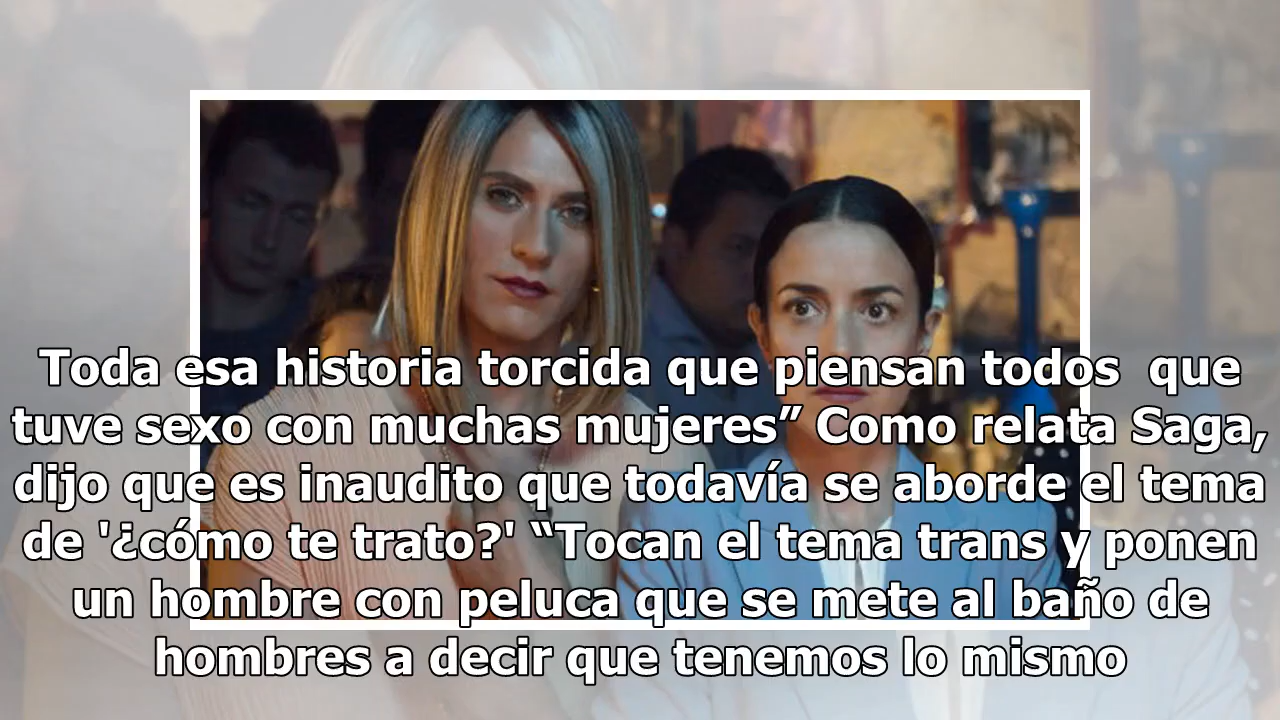 Toda esa historia torcida que piensan todos  que
tuve sexo con muchas mujeres” Como relata Saga,
dijo que es inaudito que todavía se aborde el tema
de '¿cómo te trato?' “Tocan el tema trans y ponen
un hombre con peluca que se mete al baño de
hombres a decir que tenemos lo mismo